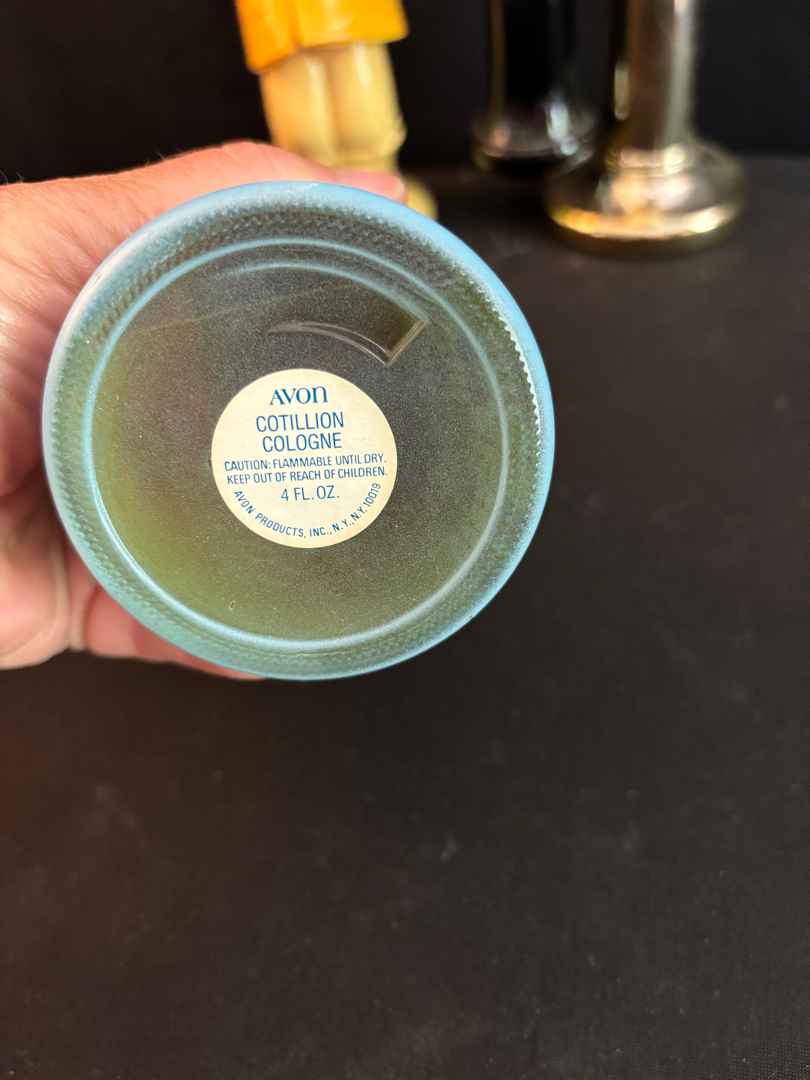 AVON
COTILLION
COLOGNE
CAUTION: FLAMMABLE UNTIL DRY.
KEEP OUT OF REACH OF CHILDREN.
4 FL. OZ.
AVON PRODUCTS, INC., N.Y., N.Y. 10019